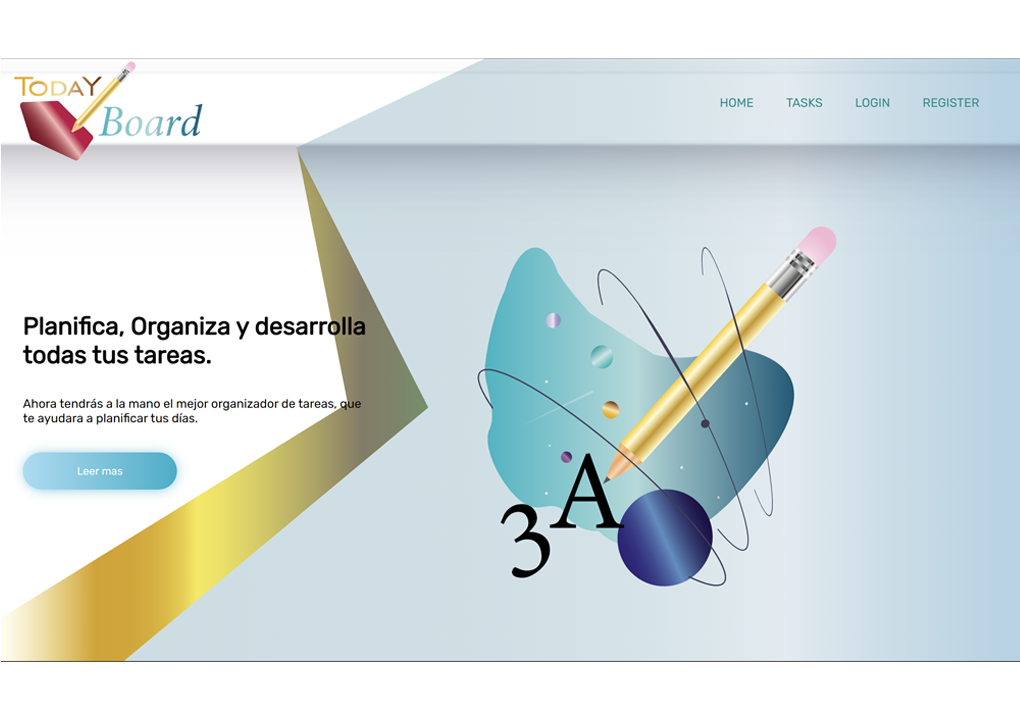 TODAY
Board
HOME TASKS LOGIN REGISTER
Planifica, Organiza y desarrolla
todas tus tareas.
Ahora tendrás a la mano el mejor organizador de tareas, que
te ayudara a planificar tus días.
Leer mas
A
3